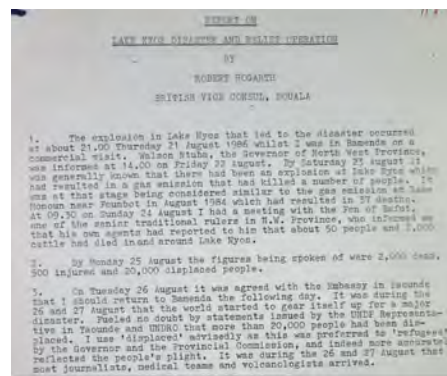 REPORT ON
LAKE NYOS DISASTER AND RELIEF OPERATION
BY
ROBERT HOGARTH
BRITISH VICE CONSUL, DOUALA
1. The explosion in Lake Nyos that led to the disaster occurred
at about 21.00 Thursday 21 August 1986 whilst I was in Bamenda on a
commercial visit. Walson Ntuba, the Governor of North West Province,
was informed at 14.00 on Friday 22 August. By Saturday 23 August it
was generally known that there had been an explosion at Lake Nyos which
had resulted in a gas emission that had killed a number of people. It
was at that stage being considered similar to the gas emission at Lake
Monoun near Foumbot in August 1984 which resulted in 37 deaths.
At 09.30 on Sunday 24 August I had a meeting with the Fon of Bafut,
one of the senior traditional rulers in N.W. Province, who informed me
that his own agents had reported to him that about 50 people and 2,000
cattle had died in and around Lake Nyos.
2. By Monday 25 August the figures being spoken of were 2,000 dead,
500 injured and 20,000 displaced people.
3. On Tuesday 26 August it was agreed with the Embassy in Yaounde
that I should return to Bamenda the following day. It was during the
26 and 27 August that the world started to gear itself up for a major
disaster. Fueled no doubt by statements issued by the UNDP Representa-
tive in Yaounde and UNDRO that more than 20,000 people had been dis-
placed. I use 'displaced' advisedly as this was preferred to 'refugees'
by the Governor and the Provincial Commission, and indeed more accurately
reflected the people's plight. It was during the 26 and 27 August that
most journalists, medical teams and volcanologists arrived.